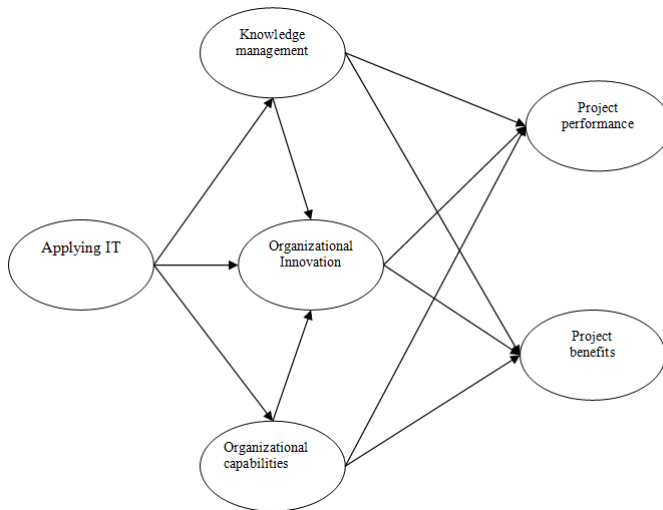 Knowledge
management
Project
performance
Applying IT
Organizational
Innovation
Project
benefits
Organizational
capabilities